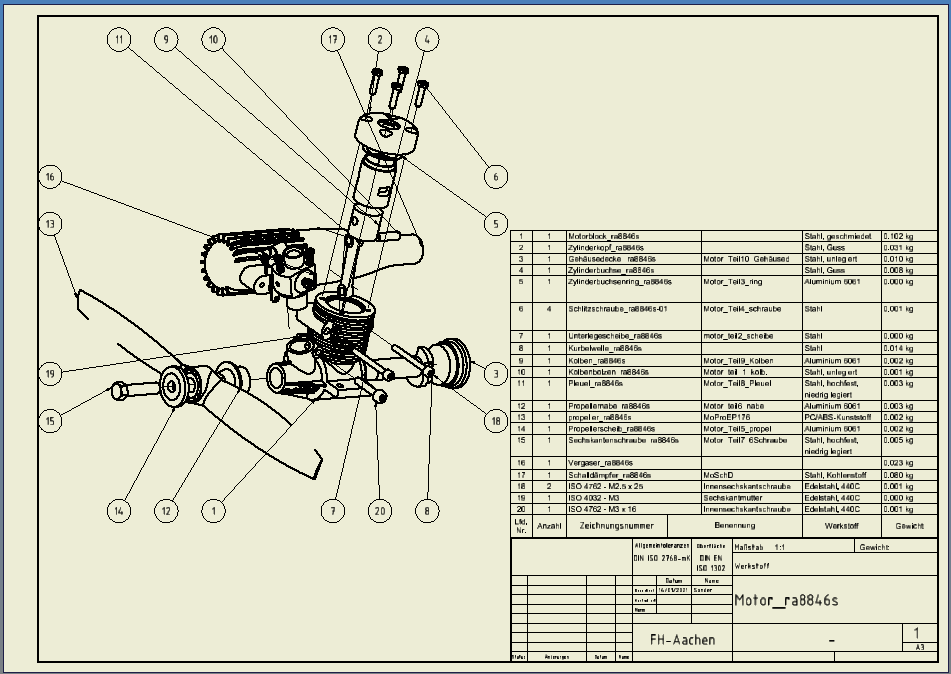 11 9 10 17 2 4
16
6
13
5
19
3
15
18
14 12 1 7 20 8
1 1 Motorblock_ra8846s Stahl, geschmiedet 0.102 kg
2 1 Zylinderkopf_ra8846s Stahl, Guss 0.031 kg
3 1 Gehäusedecke_ra8846s Motor_Teil10_Gehäused Stahl, unlegiert 0.010 kg
4 1 Zylinderbuchse_ra8846s Stahl, Guss 0.008 kg
5 1 Zylinderbuchsenring_ra8846s Motor_Teil3_ring Aluminium 6061 0.000 kg
6 4 Schlitzschraube_ra8846s-01 Motor_Teil4_schraube Stahl 0.001 kg
7 1 Unterlegescheibe_ra8846s motor_teil2_scheibe Stahl 0.000 kg
8 1 Kurbelwelle_ra8846s Stahl 0.014 kg
9 1 Kolben_ra8846s Motor_Teil9_Kolben Aluminium 6061 0.002 kg
10 1 Kolbenbolzen_ra8846s Motor_teil_1_kolb. Stahl, unlegiert 0.001 kg
11 1 Pleuel_ra8846s Motor_Teil8_Pleuel Stahl, hochfest, 0.003 kg
niedrig legiert
12 1 Propellernabe_ra8846s Motor_teil6_nabe Aluminium 6061 0.003 kg
13 1 propeller_ra8846s MoProEP176 PC/ABS-Kunststoff 0.002 kg
14 1 Propellerscheib_ra8846s Motor_Teil5_propel Aluminium 6061 0.002 kg
15 1 Sechskantenschraube_ra8846s Motor_Teil7_6Schraube Stahl, hochfest, 0.005 kg
niedrig legiert
16 1 Vergaser_ra8846s 0.023 kg
17 1 Schalldämpfer_ra8846s MoSchD Stahl, Kohlenstoff 0.080 kg
18 2 ISO 4762 - M2.5 x 25 Innensechskantschraube Edelstahl, 440C 0.001 kg
19 1 ISO 4032 - M3 Sechskantmutter Edelstahl, 440C 0.000 kg
20 1 ISO 4762 - M3 x 16 Innensechskantschraube Edelstahl, 440C 0.001 kg
Lfd. Nr. Anzahl Zeichnungsnummer Benennung Werkstoff Gewicht
Allgemeintoleranzen Oberfläche Maßstab 1:1 Gewicht
DIN ISO 2768-mK DIN EN ISO 1302 Werkstoff
Datum Name
14/01/2021 Sander
Motor_ra8846s
Norm
FH-Aachen - 1
A3
Status Änderungen Datum Name